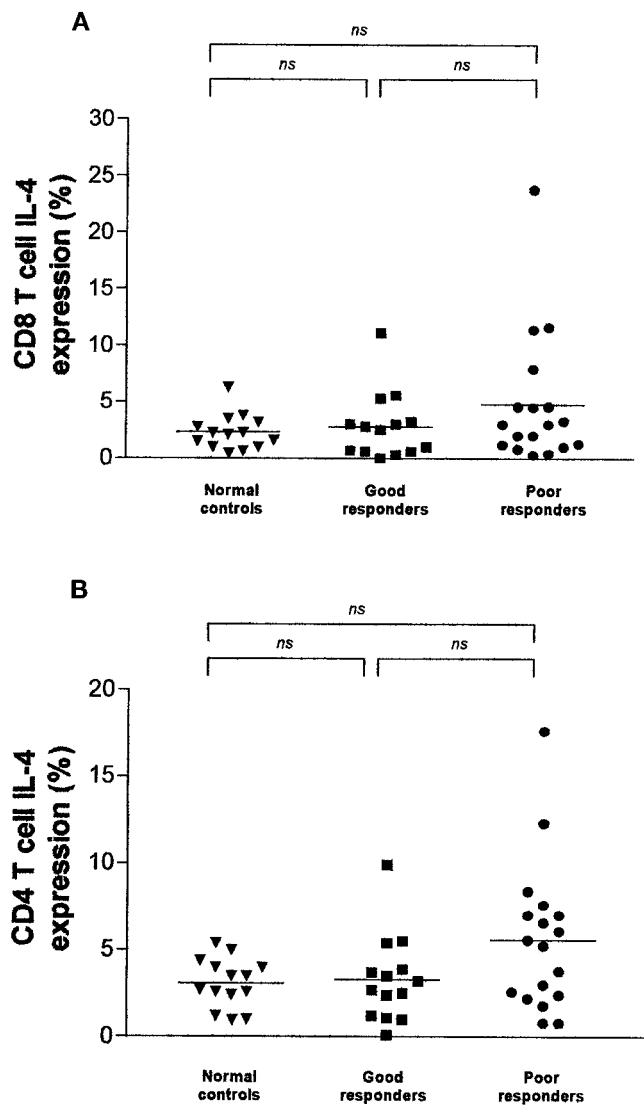 A
ns
ns
ns
CD8 T cell IL-4
expression (%)
30
25
20
15
10
5
0
Normal
controls
Good
responders
Poor
responders
B
ns
ns
ns
CD4 T cell IL-4
expression (%)
20
15
10
5
0
Normal
controls
Good
responders
Poor
responders